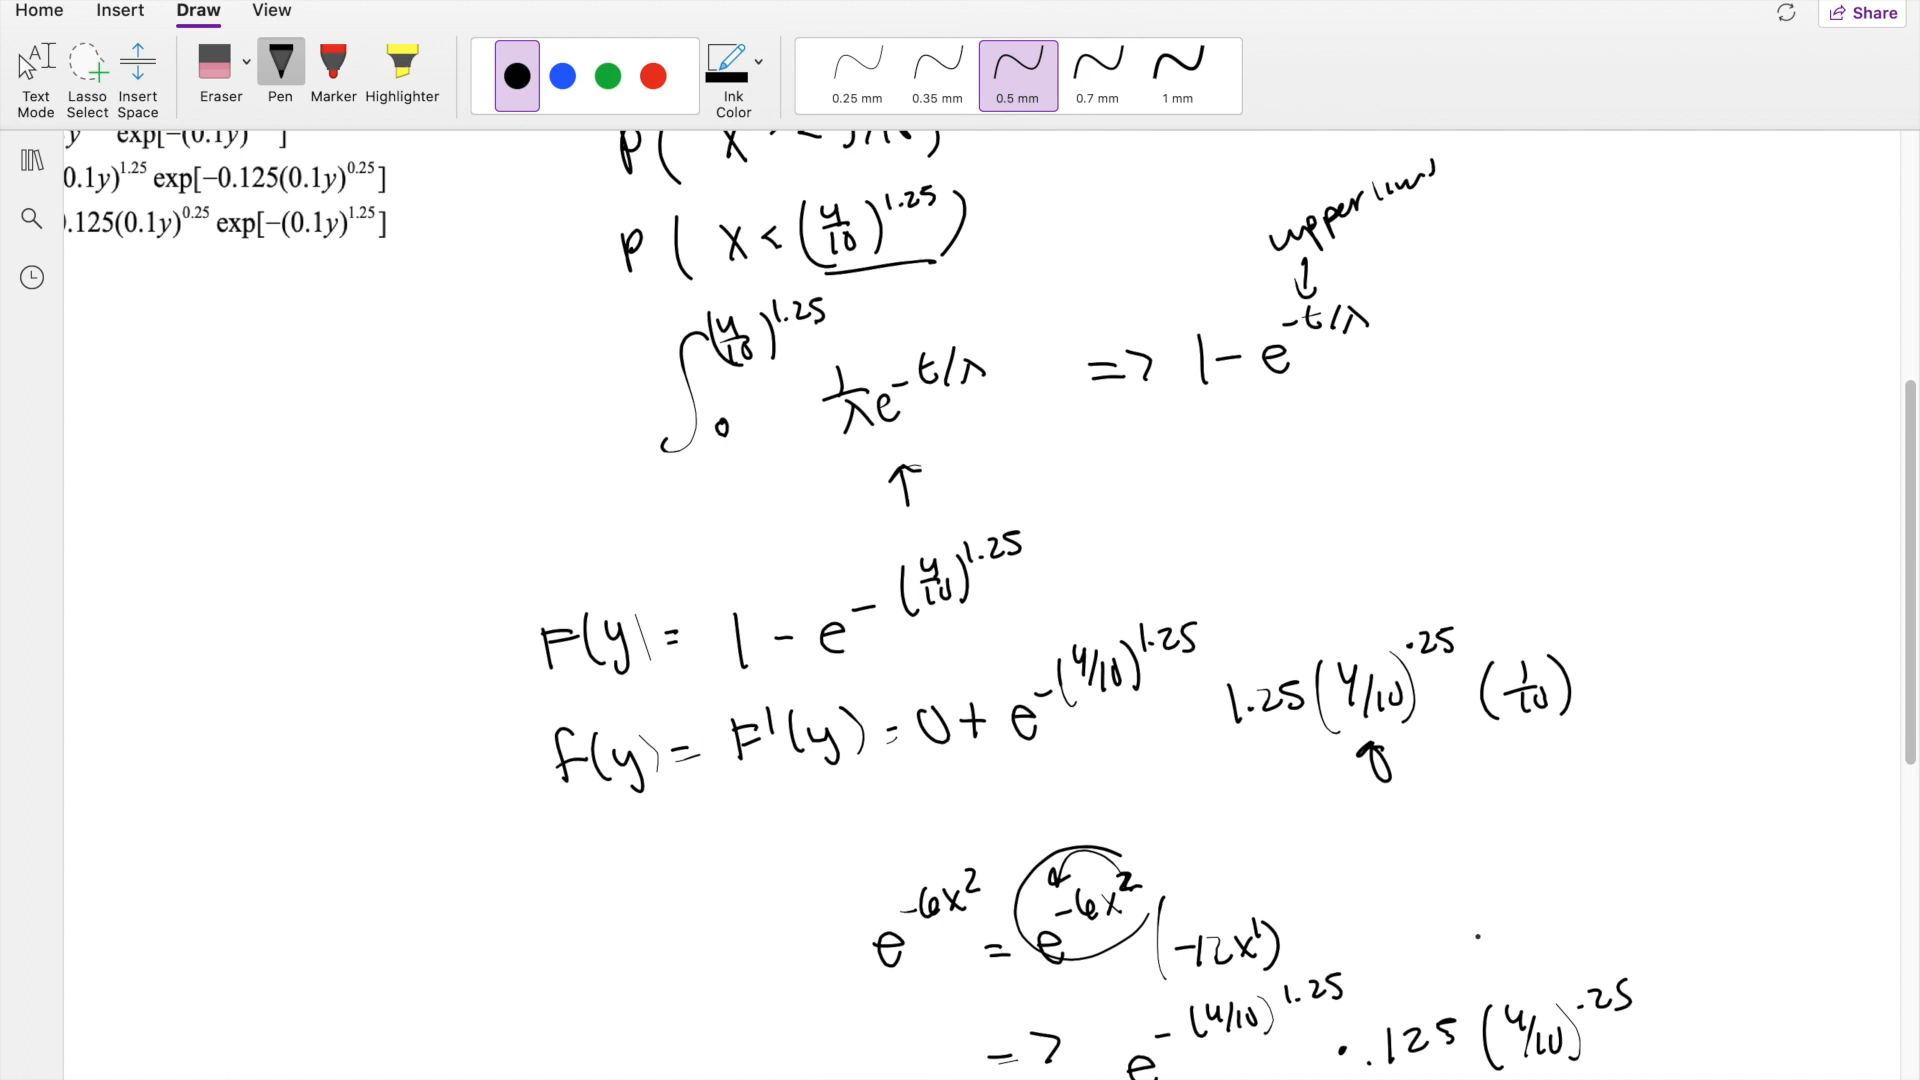 Home Insert Draw View Share
Text Mode Lasso Select Insert Space Eraser Pen Marker Highlighter Ink Color 0.25 mm 0.35 mm 0.5 mm 0.7 mm 1 mm
y exp[−(0.1y) ]
0.1y)^1.25 exp[−0.125(0.1y)^0.25]
.125(0.1y)^0.25 exp[−(0.1y)^1.25]
P( X
P( X < (y/10)^1.25 )
upper
↓
∫_0^(y/10)^1.25 1/λ e^-t/λ => 1 - e^-t/λ
↑
F(y) = 1 - e^-(y/10)^1.25
f(y) = F'(y) = 0 + e^-(y/10)^1.25 1.25 (y/10)^.25 (1/10)
e^-6x^2 = e^-6x^2 (-12x^1)
=> e^-(y/10)^1.25 · .125 (y/10)^.25